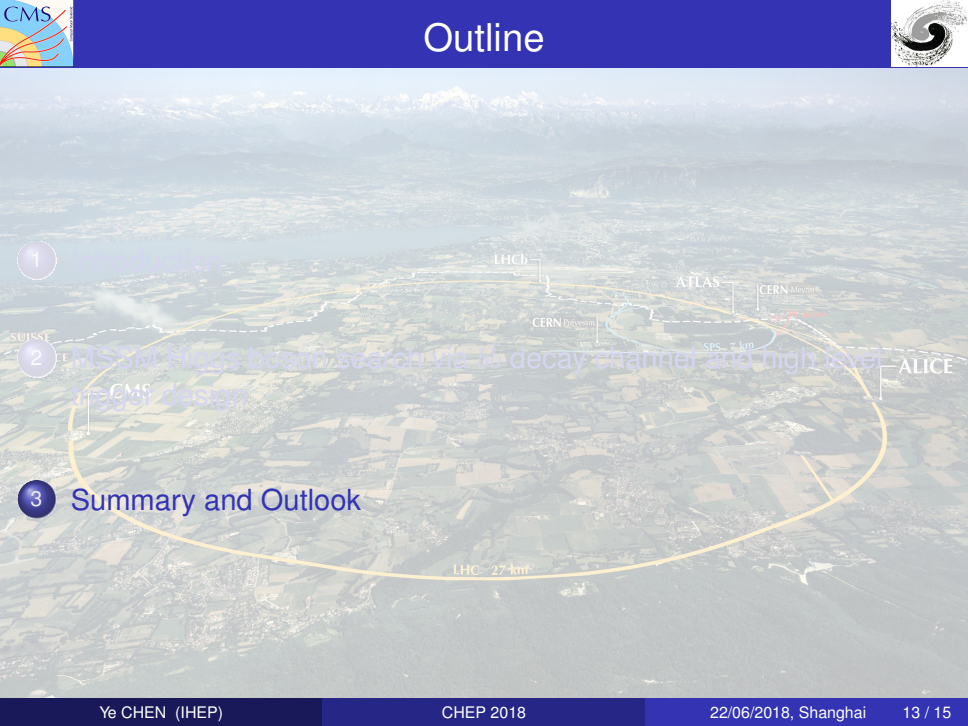 CMS
Outline
1 Introduction
LHCb
ATLAS
CERN Meyrin
CERN Prévessin
SUISSE
SPS 7 km
2 MSSM Higgs boson search via decay channel and high level
trigger design
ALICE
CMS
3 Summary and Outlook
LHC 27 km
Ye CHEN (IHEP) CHEP 2018 22/06/2018, Shanghai 13 / 15